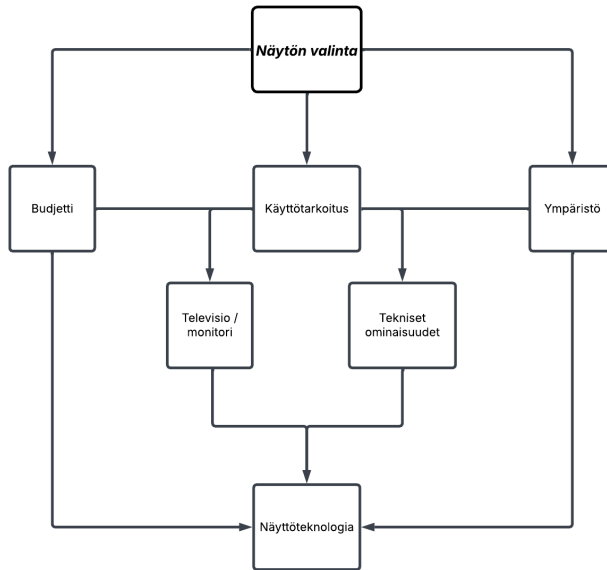 Näytön valinta
Budjetti
Käyttötarkoitus
Ympäristö
Televisio /
monitori
Tekniset
ominaisuudet
Näyttöteknologia